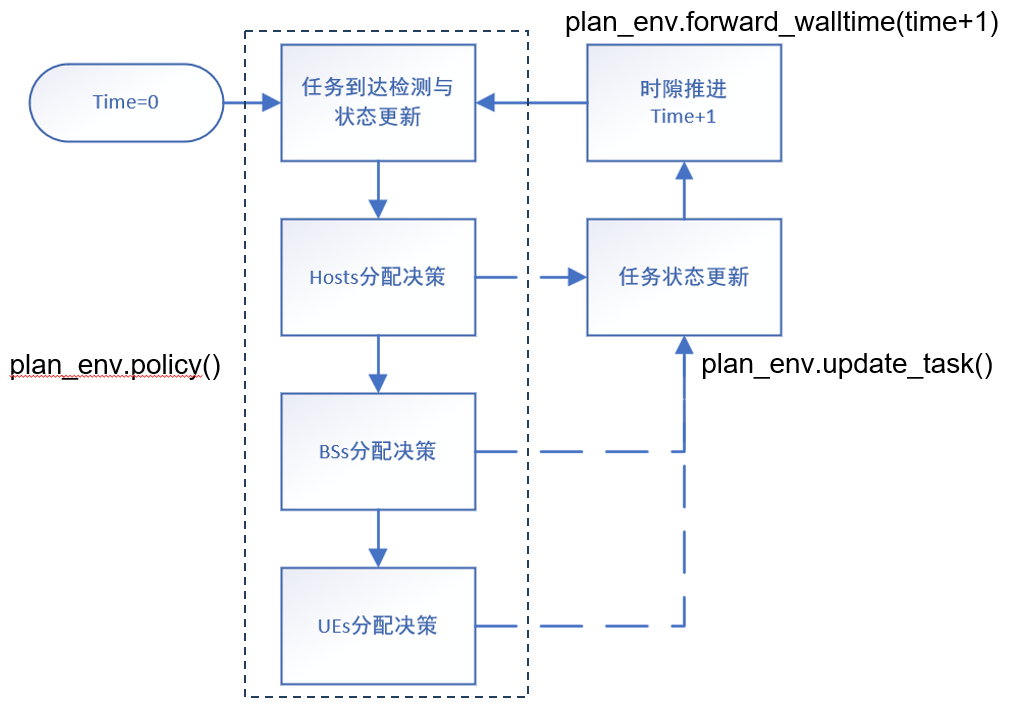 plan_env.forward_walltime(time+1)
Time=0
任务到达检测与
状态更新
时隙推进
Time+1
Hosts分配决策
任务状态更新
plan_env.policy()
plan_env.update_task()
BSs分配决策
UEs分配决策